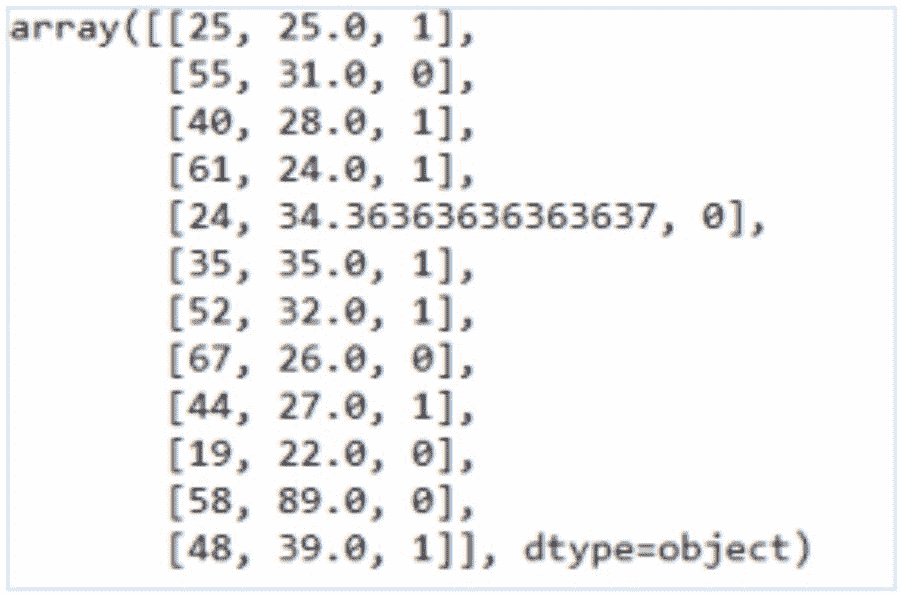 array([[25, 25.0, 1],
[55, 31.0, 0],
[40, 28.0, 1],
[61, 24.0, 1],
[24, 34.36363636363637, 0],
[35, 35.0, 1],
[52, 32.0, 1],
[67, 26.0, 0],
[44, 27.0, 1],
[19, 22.0, 0],
[58, 89.0, 0],
[48, 39.0, 1]], dtype=object)